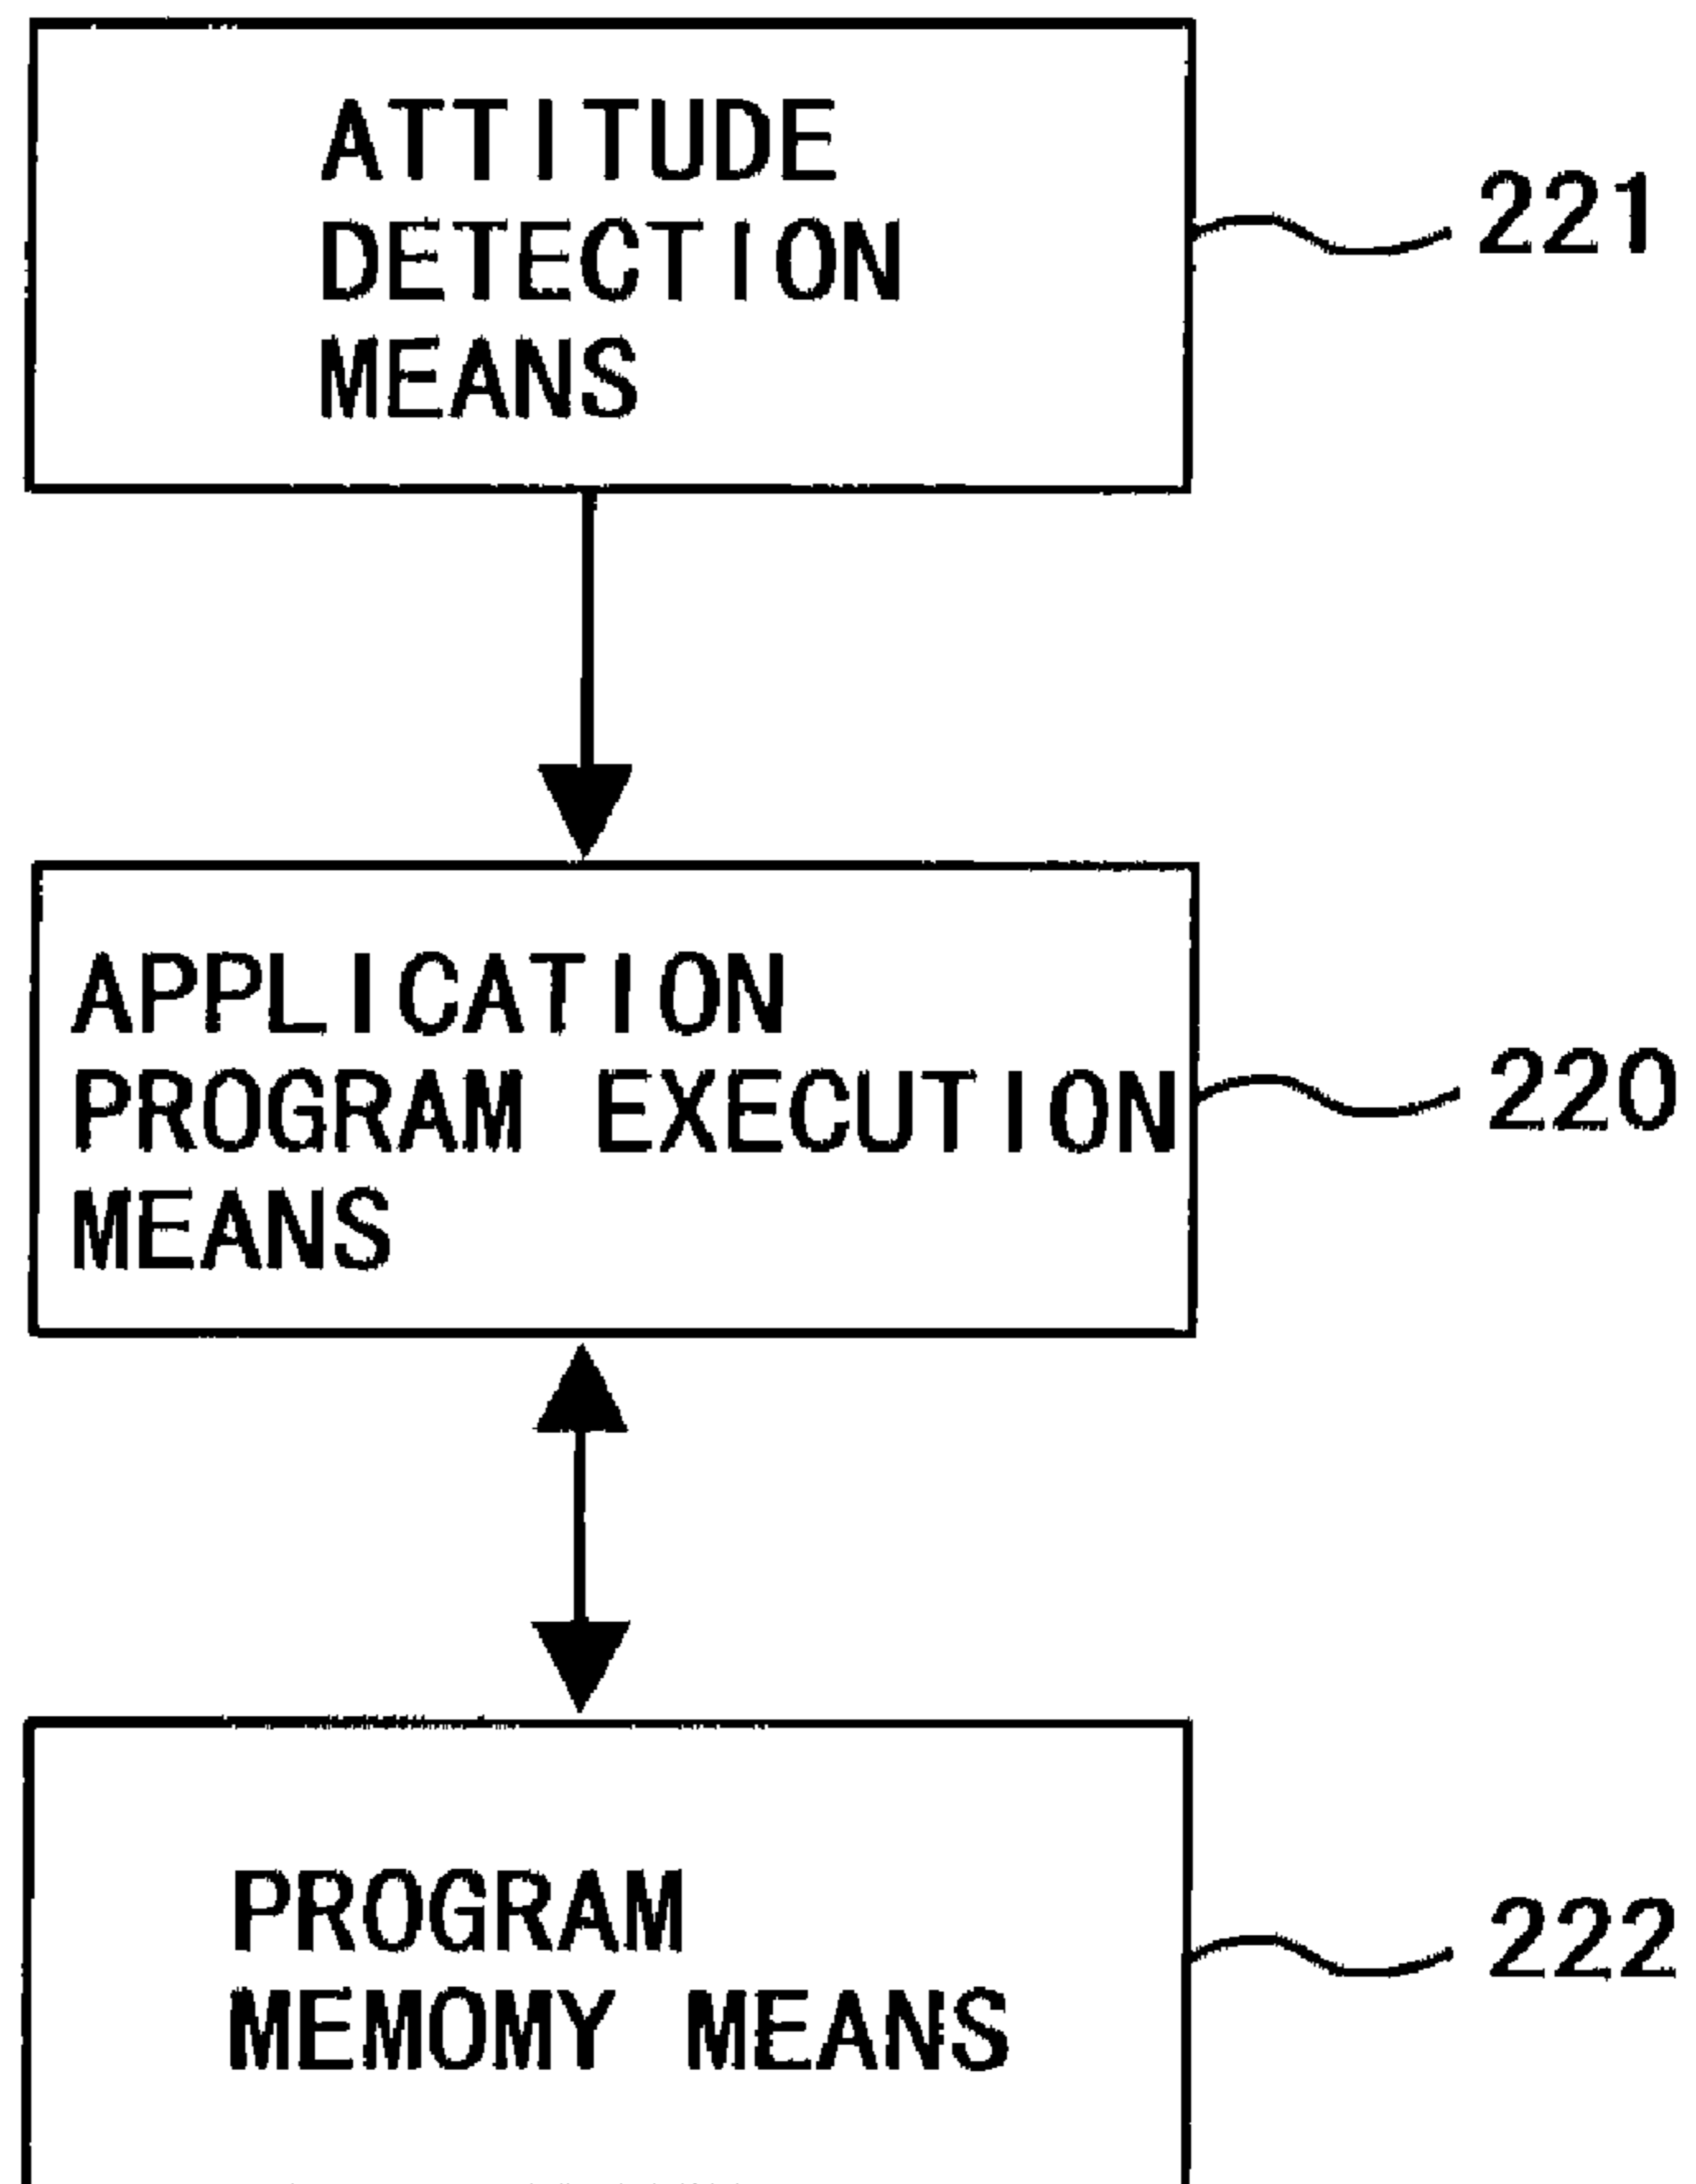 ATTITUDE
DETECTION
MEANS
221
APPLICATION
PROGRAM EXECUTION
MEANS
220
PROGRAM
MEMOMY MEANS
222